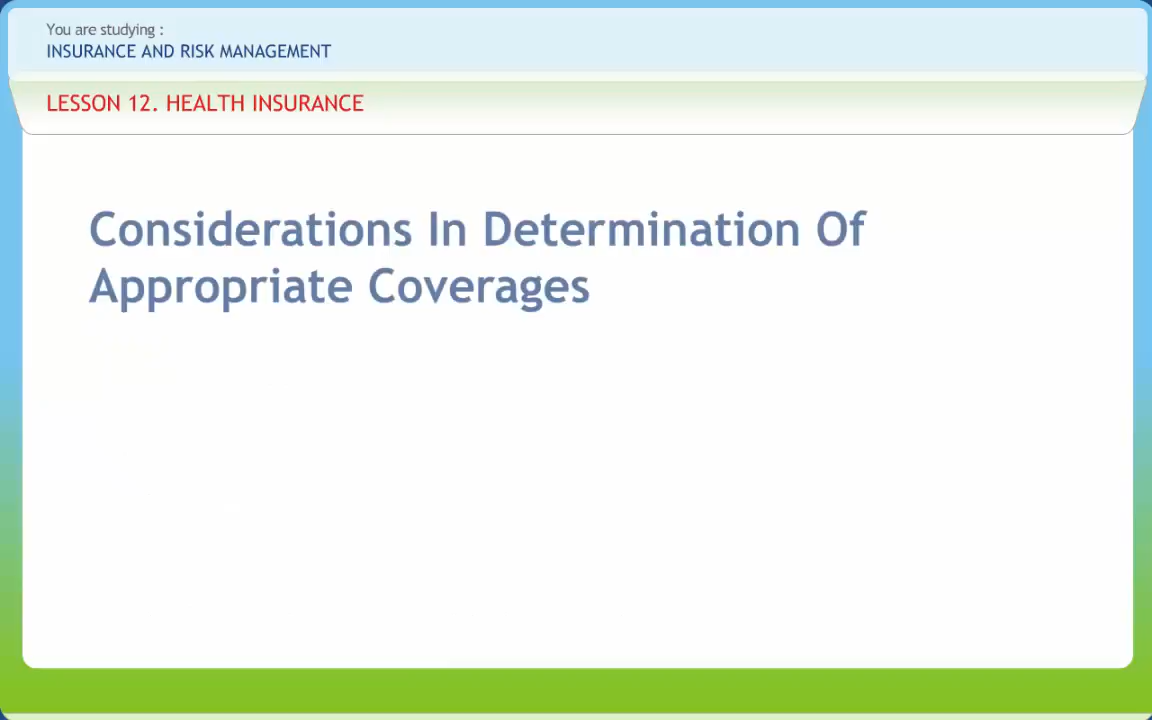 You are studying :
INSURANCE AND RISK MANAGEMENT
LESSON 12. HEALTH INSURANCE
Considerations In Determination Of
Appropriate Coverages